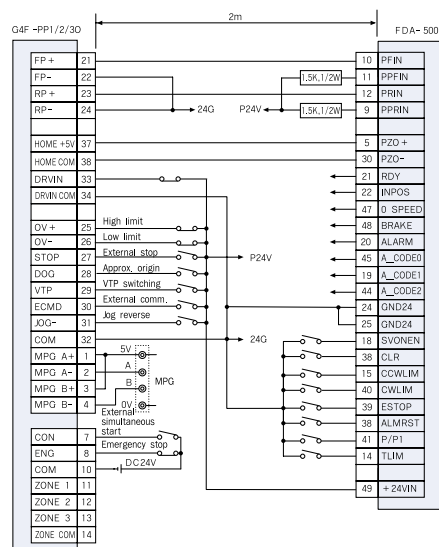 2m
G4F -PP1/2/3O
FDA- 500
FP + 21
FP- 22
RP + 23
RP- 24
HOME +5V 37
HOME COM 38
DRVIN 33
DRVIN COM 34
OV+ 25
OV- 26
STOP 27
DOG 28
VTP 29
ECMD 30
JOG- 31
COM 32
MPG A+ 1
MPG A- 2
MPG B+ 3
MPG B- 4
CON 7
ENG 8
COM 10
ZONE 1 11
ZONE 2 12
ZONE 3 13
ZONE COM 14
24G
P24V
1.5K,1/2W
1.5K,1/2W
High limit
Low limit
External stop
Approx. origin
VTP switching
External comm.
Jog reverse
P24V
24G
5V
A
B
0V
MPG
External
simultaneous
start
Emergency stop
DC 24V
10 PFIN
11 PPFIN
12 PRIN
9 PPRIN
5 PZO +
30 PZO-
21 RDY
22 INPOS
47 0 SPEED
48 BRAKE
20 ALARM
45 A_CODE0
19 A_CODE1
44 A_CODE2
24 GND24
25 GND24
18 SVONEN
38 CLR
15 CCWLIM
40 CWLIM
39 ESTOP
38 ALMRST
41 P/P1
14 TLIM
49 +24VIN